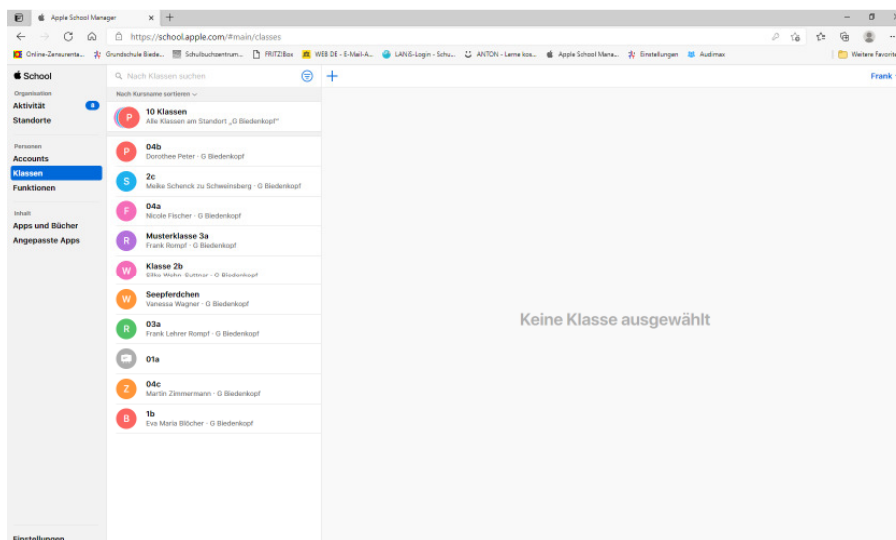 Apple School Manager
https://school.apple.com/#main/classes
Online-Zensurenta...
Grundschule Biede...
Schulbuchzentrum...
FRITZ!Box
WEB DE - E-Mail-A...
LANiS-Login - Schu...
ANTON - Lerne kos...
Apple School Mana...
Einstellungen
Audimax
Weitere Favorite
School
Nach Klassen suchen
Frank
Organisation
Nach Kursname sortieren
Aktivität
8
Standorte
P
10 Klassen
Alle Klassen am Standort „G Biedenkopf“
Personen
Accounts
Klassen
Funktionen
Inhalt
Apps und Bücher
Angepasste Apps
P
04b
Dorothee Peter - G Biedenkopf
S
2c
Meike Schenck zu Schweinsberg - G Biedenkopf
F
04a
Nicole Fischer - G Biedenkopf
R
Musterklasse 3a
Frank Rompf - G Biedenkopf
W
Klasse 2b
W
Seepferdchen
Vanessa Wagner - G Biedenkopf
R
03a
Frank Lehrer Rompf - G Biedenkopf
01a
Z
04c
Martin Zimmermann - G Biedenkopf
B
1b
Eva Maria Blöcher - G Biedenkopf
Keine Klasse ausgewählt
Einstellungen